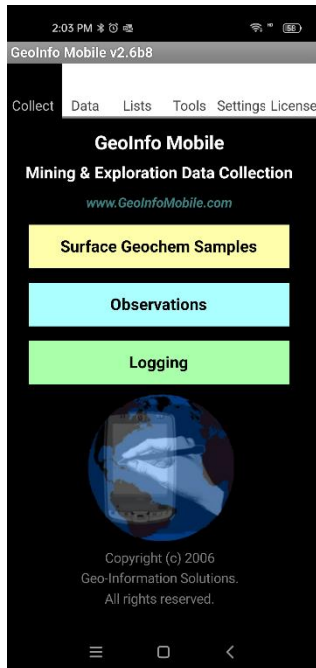 2:03 PM
58
GeoInfo Mobile v2.6b8
Collect Data Lists Tools Settings License
GeoInfo Mobile
Mining & Exploration Data Collection
www.GeoInfoMobile.com
Surface Geochem Samples
Observations
Logging
Copyright (c) 2006
Geo-Information Solutions.
All rights reserved.